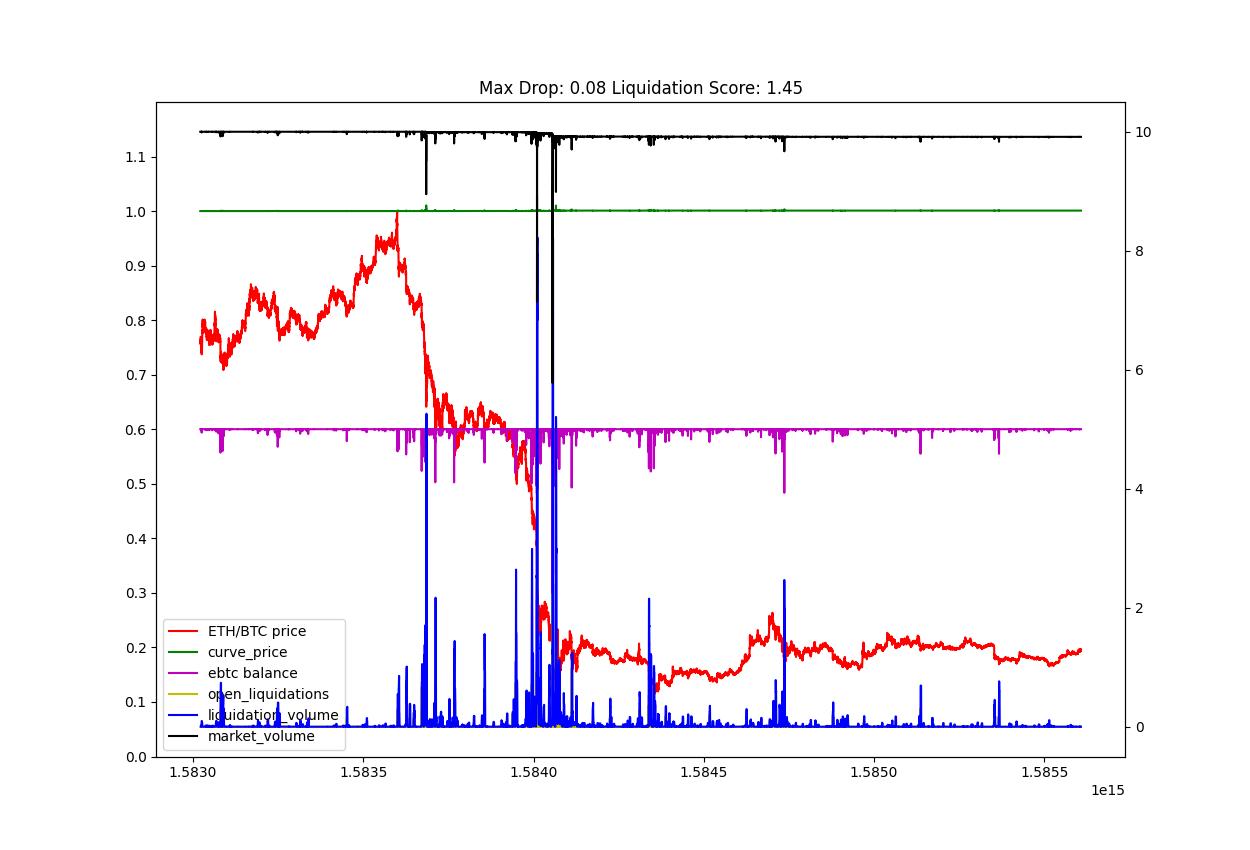 Max Drop: 0.08 Liquidation Score: 1.45
1.1
1.0
0.9
0.8
0.7
0.6
0.5
0.4
0.3
0.2
0.1
0.0
10
8
6
4
2
0
ETH/BTC price
curve_price
ebtc balance
open_liquidations
liquidation_volume
market_volume
1.5830 1.5835 1.5840 1.5845 1.5850 1.5855
1e15